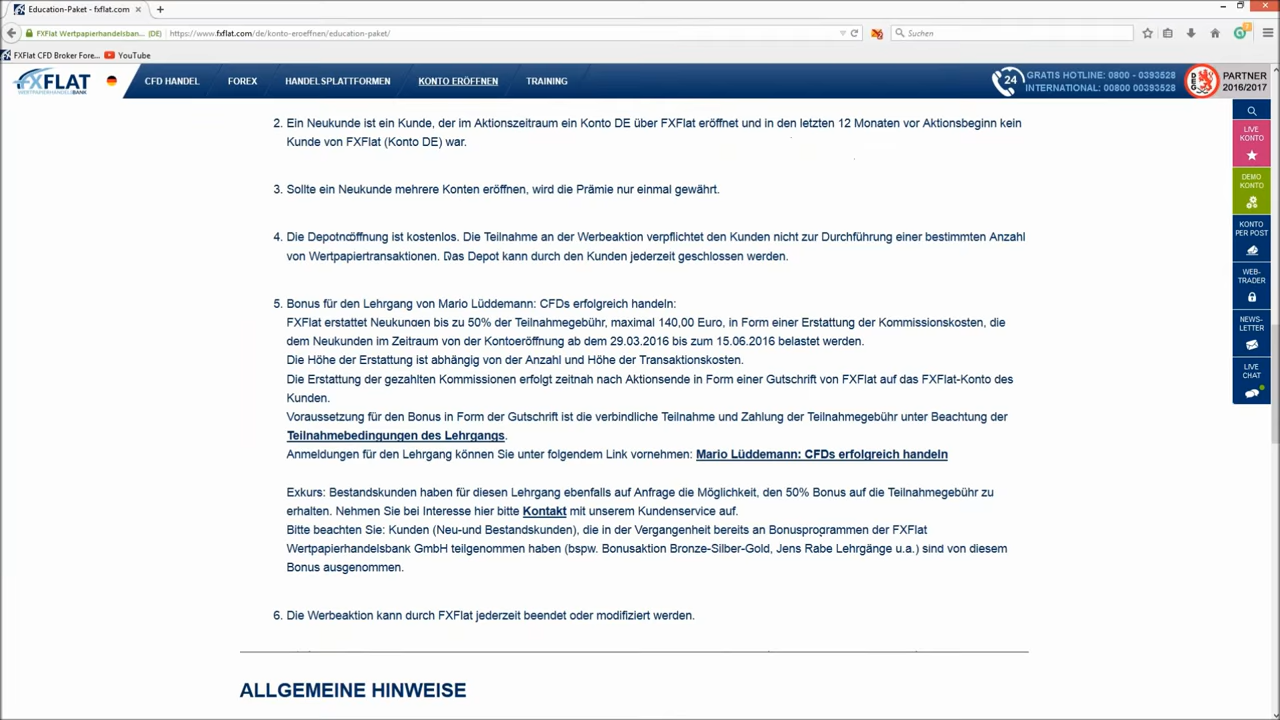 Education-Paket - fxflat.com
FXFlat Wertpapierhandelsban... (DE)
https://www.fxflat.com/de/konto-eroeffnen/education-paket/
Suchen
FXFlat CFD Broker Fore...
YouTube
FXFLAT
WERTPAPIERHANDELSBANK
CFD HANDEL
FOREX
HANDELSPLATTFORMEN
KONTO ERÖFFNEN
TRAINING
24
GRATIS HOTLINE: 0800 - 0393528
INTERNATIONAL: 00800 00393528
PARTNER
2016/2017
2. Ein Neukunde ist ein Kunde, der im Aktionszeitraum ein Konto DE über FXFlat eröffnet und in den letzten 12 Monaten vor Aktionsbeginn kein
Kunde von FXFlat (Konto DE) war.
3. Sollte ein Neukunde mehrere Konten eröffnen, wird die Prämie nur einmal gewährt.
4. Die ist kostenlos. Die Teilnahme an der Werbeaktion verpflichtet den Kunden nicht zur Durchführung einer bestimmten Anzahl
von Wertpapiertransaktionen. Das Depot kann durch den Kunden jederzeit geschlossen werden.
5. Bonus für den Lehrgang von Mario Lüddemann: CFDs erfolgreich handeln:
FXFlat erstattet Neukunden bis zu 50% der Teilnahmegebühr, maximal 140,00 Euro, in Form einer Erstattung der Kommissionskosten, die
dem Neukunden im Zeitraum von der Kontoeröffnung ab dem 29.03.2016 bis zum 15.06.2016 belastet werden.
Die Höhe der Erstattung ist abhängig von der Anzahl und Höhe der Transaktionskosten.
Die Erstattung der gezahlten Kommissionen erfolgt zeitnah nach Aktionsende in Form einer Gutschrift von FXFlat auf das FXFlat-Konto des
Kunden.
Voraussetzung für den Bonus in Form der Gutschrift ist die verbindliche Teilnahme und Zahlung der Teilnahmegebühr unter Beachtung der
Teilnahmebedingungen des Lehrgangs.
Anmeldungen für den Lehrgang können Sie unter folgendem Link vornehmen: Mario Lüddemann: CFDs erfolgreich handeln
Exkurs: Bestandskunden haben für diesen Lehrgang ebenfalls auf Anfrage die Möglichkeit, den 50% Bonus auf die Teilnahmegebühr zu
erhalten. Nehmen Sie bei Interesse hier bitte Kontakt mit unserem Kundenservice auf.
Bitte beachten Sie: Kunden (Neu-und Bestandskunden), die in der Vergangenheit bereits an Bonusprogrammen der FXFlat
Wertpapierhandelsbank GmbH teilgenommen haben (bspw. Bonusaktion Bronze-Silber-Gold, Jens Rabe Lehrgänge u.a.) sind von diesem
Bonus ausgenommen.
6. Die Werbeaktion kann durch FXFlat jederzeit beendet oder modifiziert werden.
ALLGEMEINE HINWEISE
LIVE
KONTO
DEMO
KONTO
KONTO
PER POST
WEB-
TRADER
NEWS-
LETTER
LIVE
CHAT